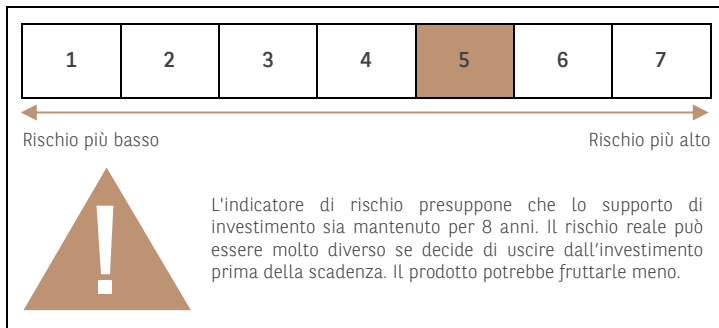 1 2 3 4 5 6 7
Rischio più basso Rischio più alto
!
L'indicatore di rischio presuppone che lo supporto di
investimento sia mantenuto per 8 anni. Il rischio reale può
essere molto diverso se decide di uscire dall’investimento
prima della scadenza. Il prodotto potrebbe fruttarle meno.